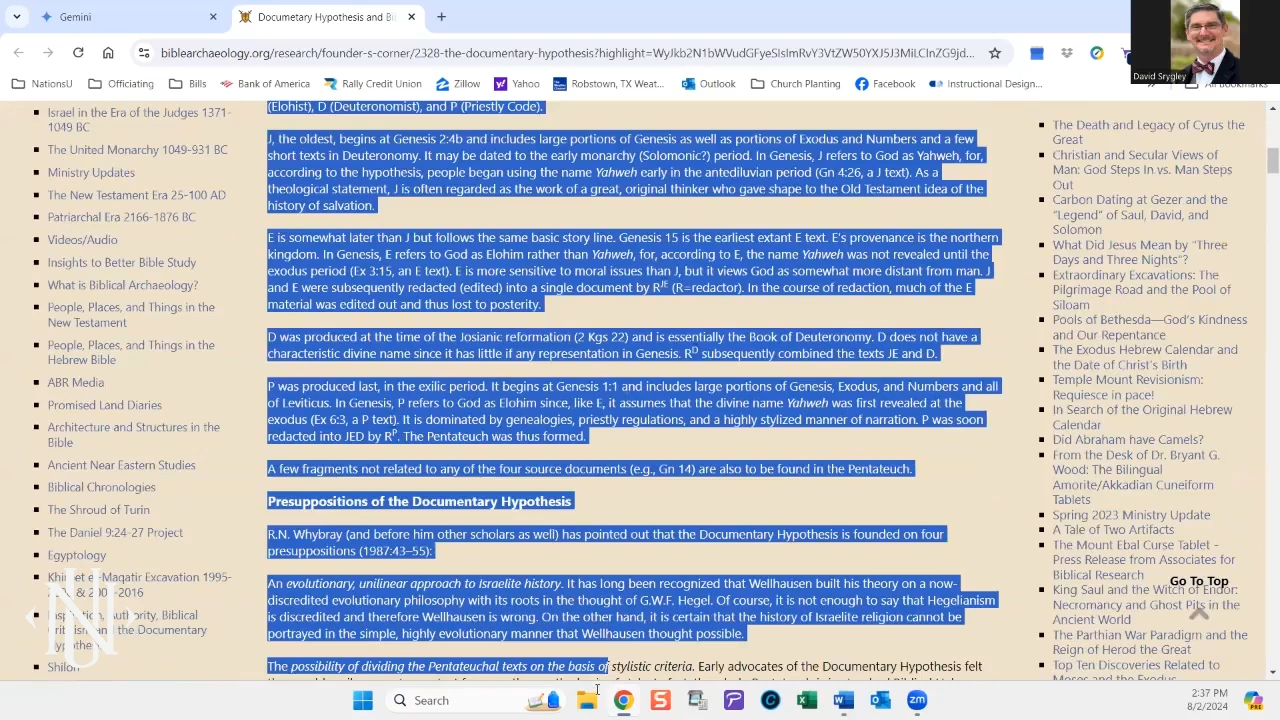 Gemini
Documetary Hypothesis and Bi
biblearchaeology.org/research/founder-s-corner/2328-the-documentary-hypothesis?highlight=WyJkb2N1bWVudGFyeSIsImRvY3VtZW50YXJ5J3MiLCInZG9jd...
David Srygley
NationsU
Officiating
Bills
Bank of America
Rally Credit Union
Zillow
Yahoo
Robstown, TX Weat...
Outlook
Church Planting
Facebook
Instructional Design...
All Bookmarks
Israel in the Era of the Judges 1371-
1049 BC
The United Monarchy 1049-931 BC
Ministry Updates
The New Testament Era 25-100 AD
Patriarchal Era 2166-1876 BC
Videos/Audio
Insights to Better Bible Study
What is Biblical Archaeology?
People, Places, and Things in the
New Testament
People, Places, and Things in the
Hebrew Bible
ABR Media
Promised Land Diaries
Architecture and Structures in the
Bible
Ancient Near Eastern Studies
Biblical Chronologies
The Shroud of Turin
The Daniel 9:24-27 Project
Egyptology
Khirbet el-Maqatir Excavation 1995-
& 2009-2016
Authority, Biblical
and the Documentary
Shiloh
(Elohist), D (Deuteronomist), and P (Priestly Code).
J, the oldest, begins at Genesis 2:4b and includes large portions of Genesis as well as portions of Exodus and Numbers and a few
short texts in Deuteronomy. It may be dated to the early monarchy (Solomonic?) period. In Genesis, J refers to God as Yahweh, for,
according to the hypothesis, people began using the name Yahweh early in the antediluvian period (Gn 4:26, a J text). As a
theological statement, J is often regarded as the work of a great, original thinker who gave shape to the Old Testament idea of the
history of salvation.
E is somewhat later than J but follows the same basic story line. Genesis 15 is the earliest extant E text. E's provenance is the northern
kingdom. In Genesis, E refers to God as Elohim rather than Yahweh, for, according to E, the name Yahweh was not revealed until the
exodus period (Ex 3:15, an E text). E is more sensitive to moral issues than J, but it views God as somewhat more distant from man. J
and E were subsequently redacted (edited) into a single document by RJE (R=redactor). In the course of redaction, much of the E
material was edited out and thus lost to posterity.
D was produced at the time of the Josianic reformation (2 Kgs 22) and is essentially the Book of Deuteronomy. D does not have a
characteristic divine name since it has little if any representation in Genesis. RD subsequently combined the texts JE and D.
P was produced last, in the exilic period. It begins at Genesis 1:1 and includes large portions of Genesis, Exodus, and Numbers and all
of Leviticus. In Genesis, P refers to God as Elohim since, like E, it assumes that the divine name Yahweh was first revealed at the
exodus (Ex 6:3, a P text). It is dominated by genealogies, priestly regulations, and a highly stylized manner of narration. P was soon
redacted into JED by RP. The Pentateuch was thus formed.
A few fragments not related to any of the four source documents (e.g., Gn 14) are also to be found in the Pentateuch.
Presuppositions of the Documentary Hypothesis
R.N. Whybray (and before him other scholars as well) has pointed out that the Documentary Hypothesis is founded on four
presuppositions (1987:43–55):
An evolutionary, unilinear approach to Israelite history. It has long been recognized that Wellhausen built his theory on a now-
discredited evolutionary philosophy with its roots in the thought of G.W.F. Hegel. Of course, it is not enough to say that Hegelianism
is discredited and therefore Wellhausen is wrong. On the other hand, it is certain that the history of Israelite religion cannot be
portrayed in the simple, highly evolutionary manner that Wellhausen thought possible.
The possibility of dividing the Pentateuchal texts on the basis of stylistic criteria. Early advocates of the Documentary Hypothesis felt
The Death and Legacy of Cyrus the
Great
Christian and Secular Views of
Man: God Steps In vs. Man Steps
Out
Carbon Dating at Gezer and the
“Legend” of Saul, David, and
Solomon
What Did Jesus Mean by “Three
Days and Three Nights”?
Extraordinary Excavations: The
Pilgrimage Road and the Pool of
Siloam
Pools of Bethesda—God's Kindness
and Our Repentance
The Exodus Hebrew Calendar and
the Date of Christ's Birth
Temple Mount Revisionism:
Requiesce in pace!
In Search of the Original Hebrew
Calendar
Did Abraham have Camels?
From the Desk of Dr. Bryant G.
Wood: The Bilingual
Amorite/Akkadian Cuneiform
Tablets
Spring 2023 Ministry Update
A Tale of Two Artifacts
The Mount Ebal Curse Tablet -
Press Release from Associates for
Biblical Research
Go To Top
King Saul and the Witch of Endor:
Necromancy and Ghost Pits in the
Ancient World
The Parthian War Paradigm and the
Reign of Herod the Great
Top Ten Discoveries Related to
Moses and the Exodus
Search
2:37 PM
8/2/2024